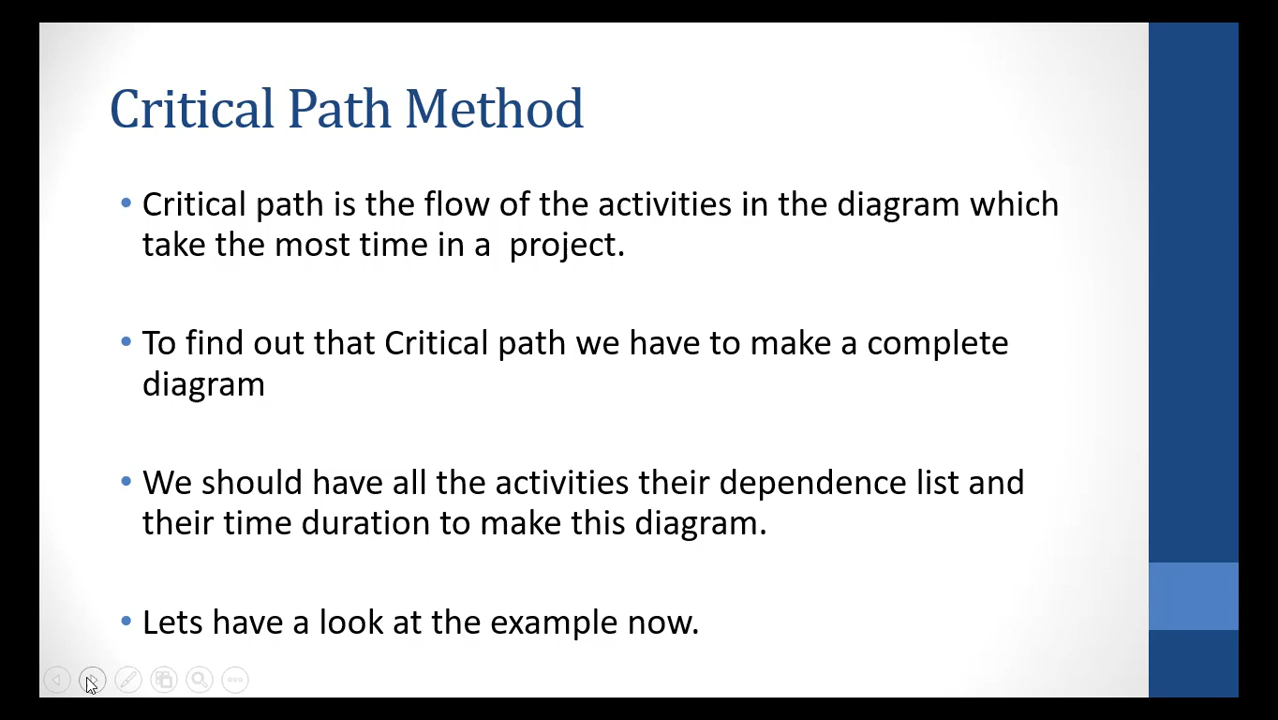 Critical Path Method
• Critical path is the flow of the activities in the diagram which
take the most time in a  project.
• To find out that Critical path we have to make a complete
diagram
• We should have all the activities their dependence list and
their time duration to make this diagram.
• Lets have a look at the example now.